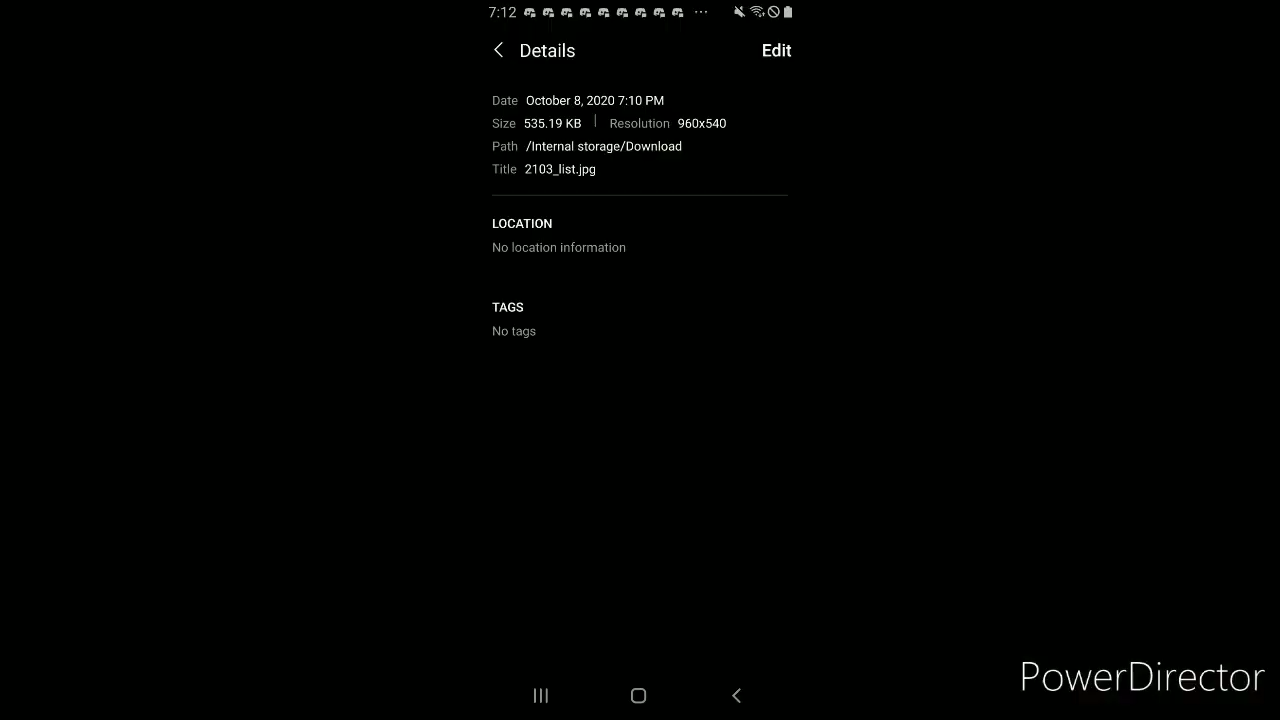 7:12
Details
Edit
Date October 8, 2020 7:10 PM
Size 535.19 KB | Resolution 960x540
Path /Internal storage/Download
Title 2103_list.jpg
LOCATION
No location information
TAGS
No tags
PowerDirector